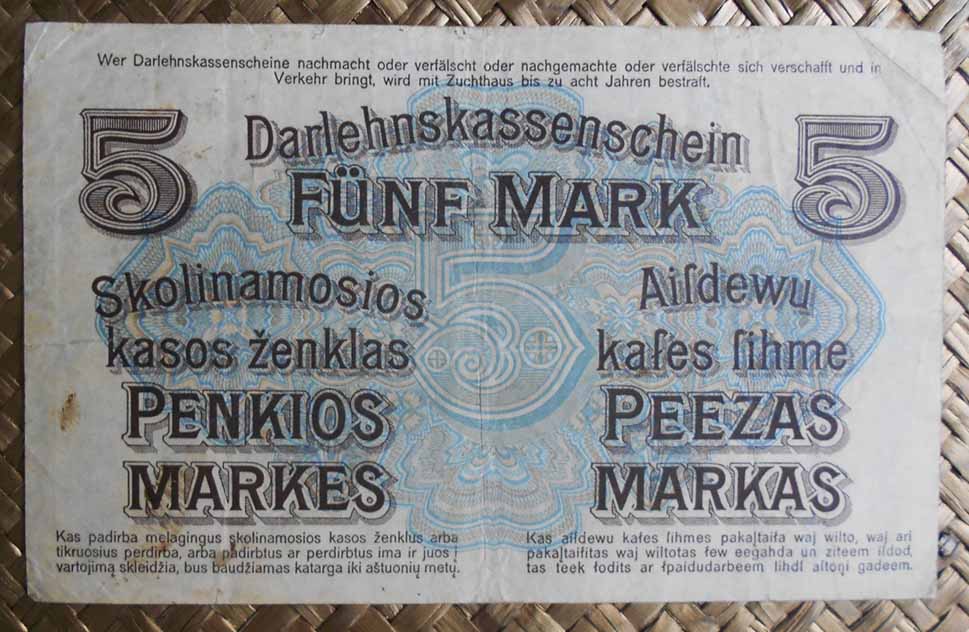 Wer Darlehnskassenscheine nachmacht oder verfälscht oder nachgemachte oder verfälschte sich verschafft und in
Verkehr bringt, wird mit Zuchthaus bis zu acht Jahren bestraft.
5 Darlehnskassenschein 5
FÜNF MARK
5
Skolinamosios
kasos ženklas
PENKIOS
MARKES
Kas padirba melagingus skolinamosios kasos ženklus arba
tikruosius perdirba, arba padirbtus ar perdirbtus ima ir juos į
vartojimą skleidžia, bus baudžiamas katarga iki aštuonių metų.
Aiſdewu
kaſes ſihme
PEEZAS
MARKAS
Kas aiſdewu kaſes ſihmes pakaļtaiſa waj wilto, waj ari
pakaļtaiſitas waj wiltotas ſew eegahda un ziteem iſdod,
tas teek ſodits ar ſpaidudarbeem lihdſ aſtoņi gadeem.